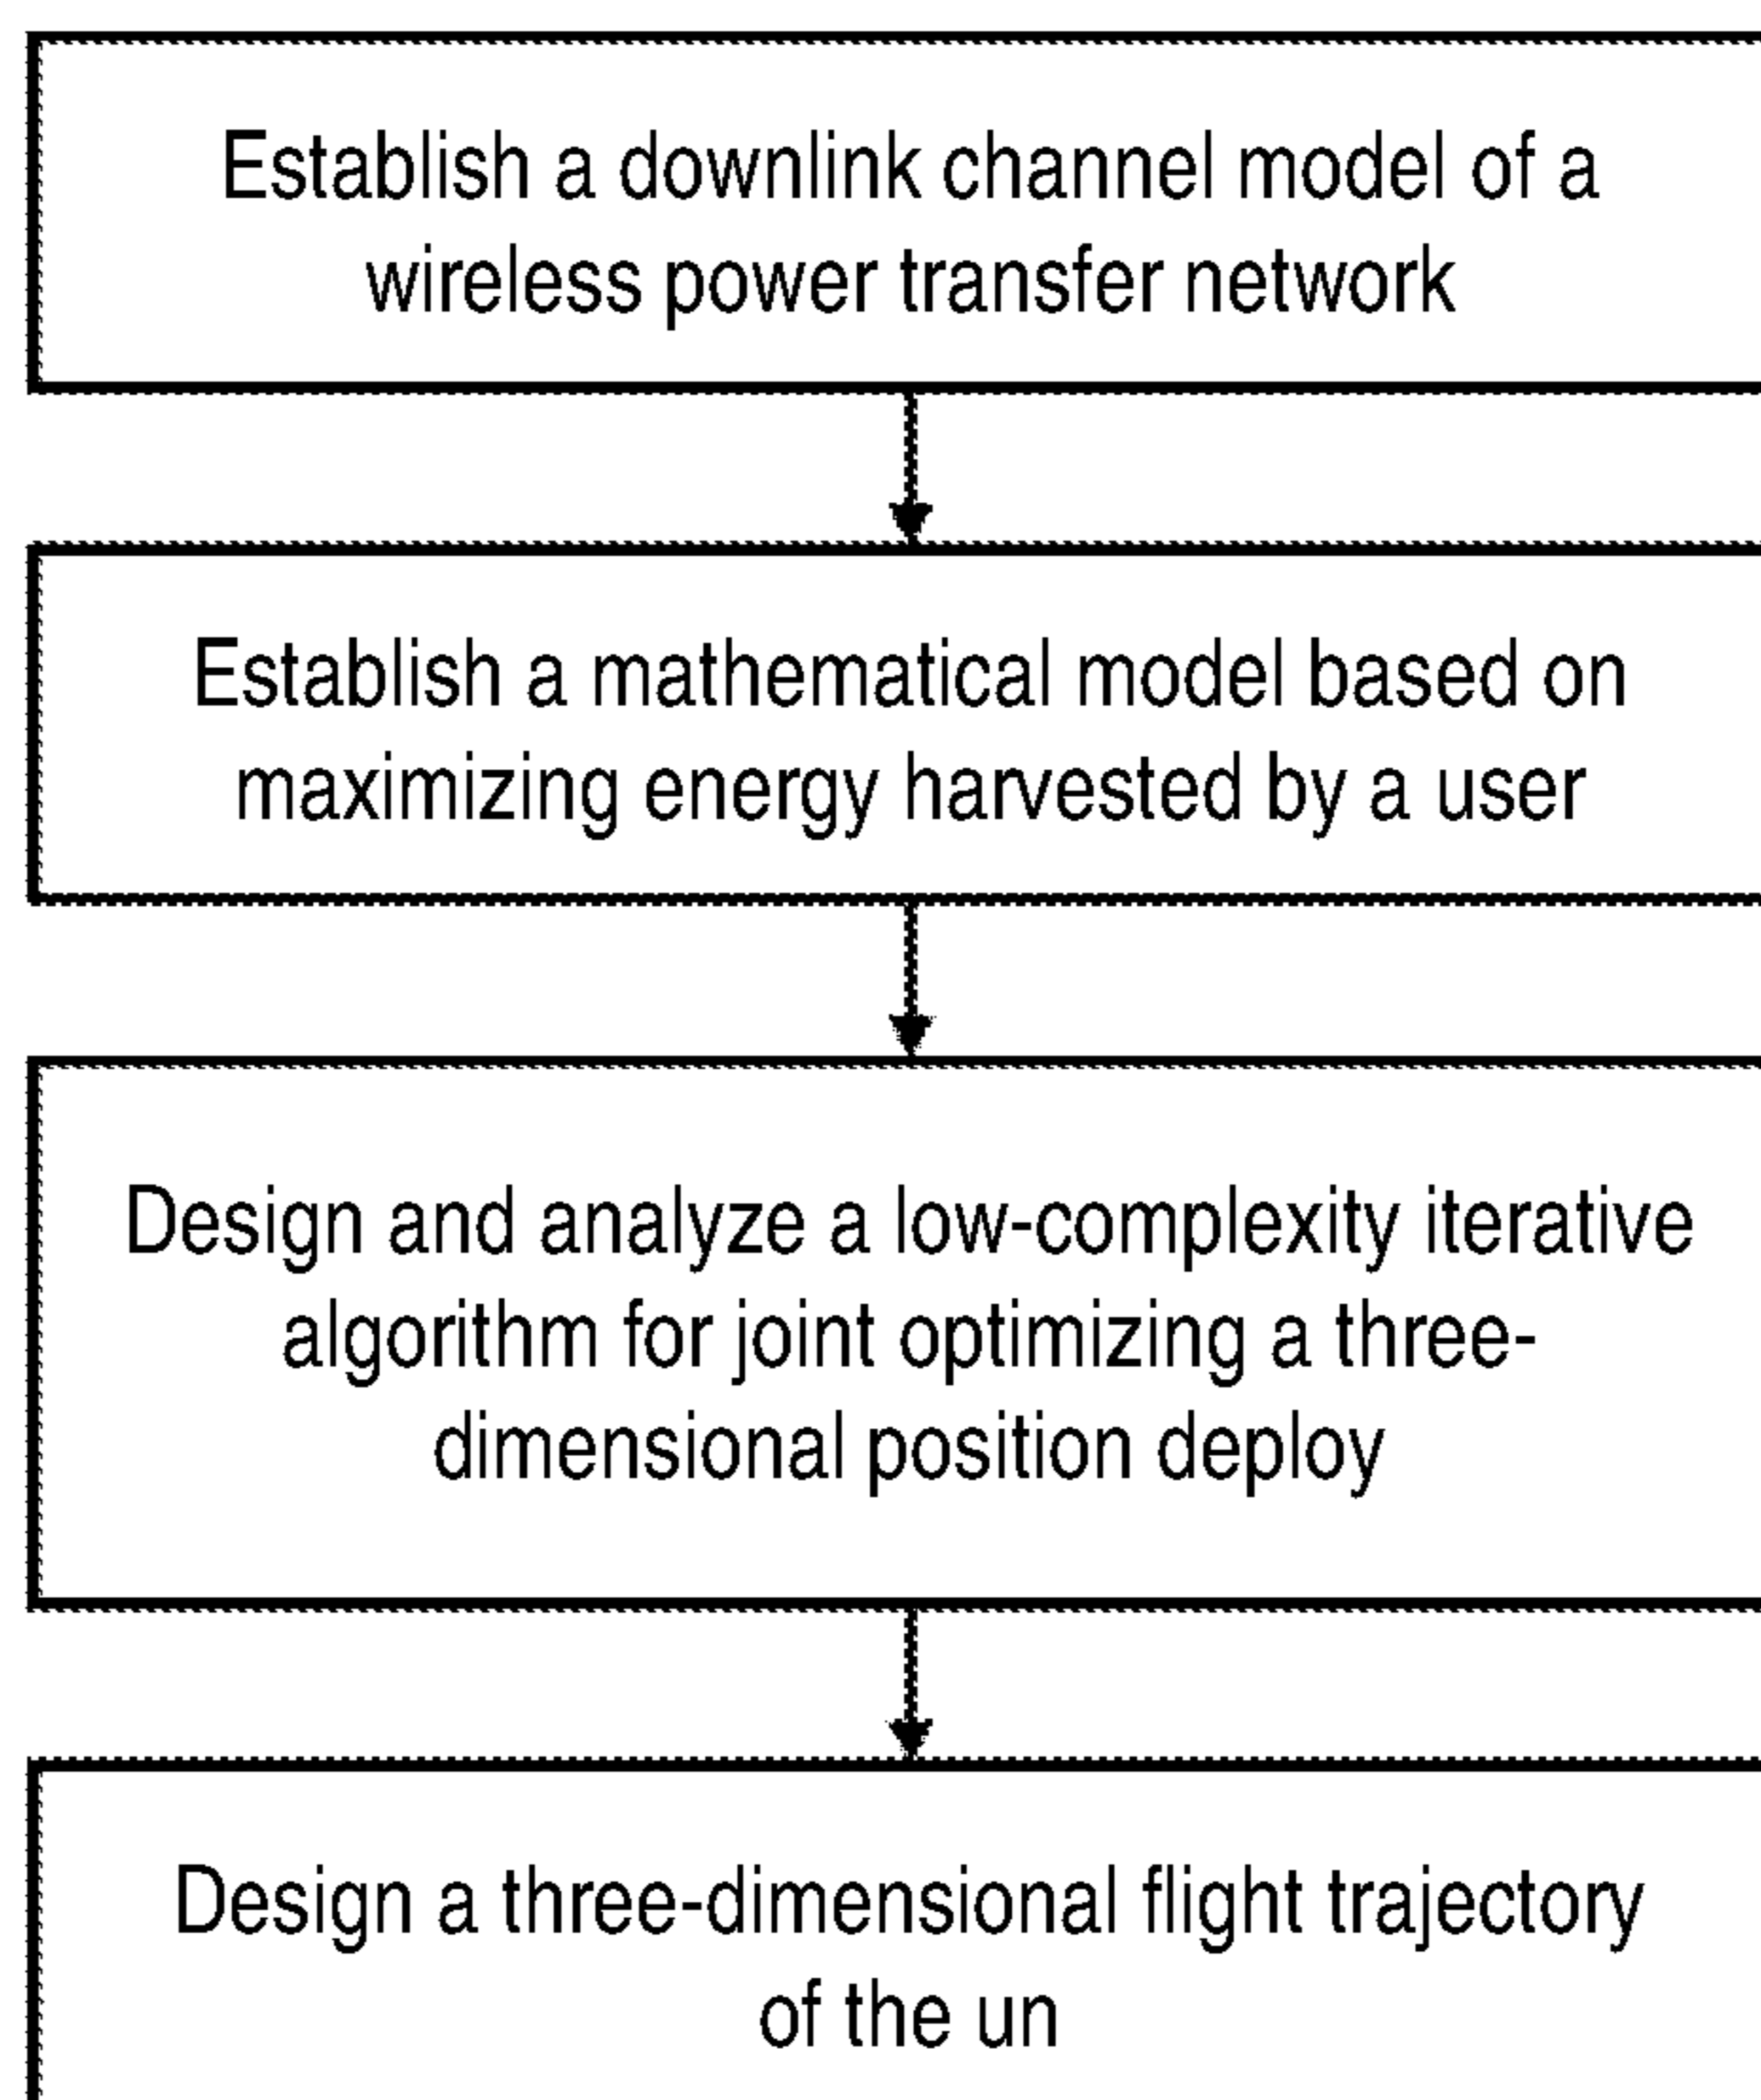 Establish a downlink channel model of a
wireless power transfer network
Establish a mathematical model based on
maximizing energy harvested by a user
Design and analyze a low-complexity iterative
algorithm for joint optimizing a three-
dimensional position deploy
Design a three-dimensional flight trajectory
of the un